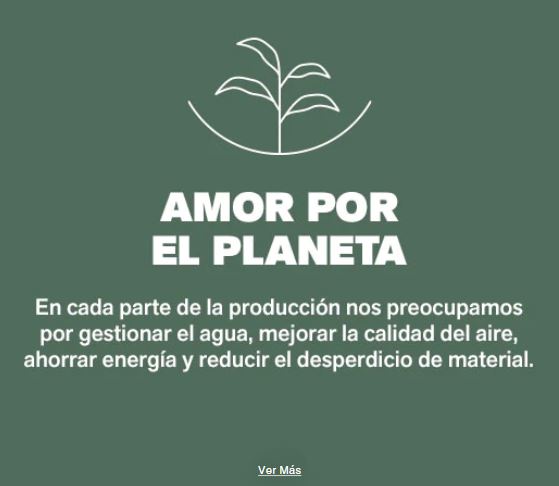 AMOR POR
EL PLANETA
En cada parte de la producción nos preocupamos
por gestionar el agua, mejorar la calidad del aire,
ahorrar energía y reducir el desperdicio de material.
Ver Más